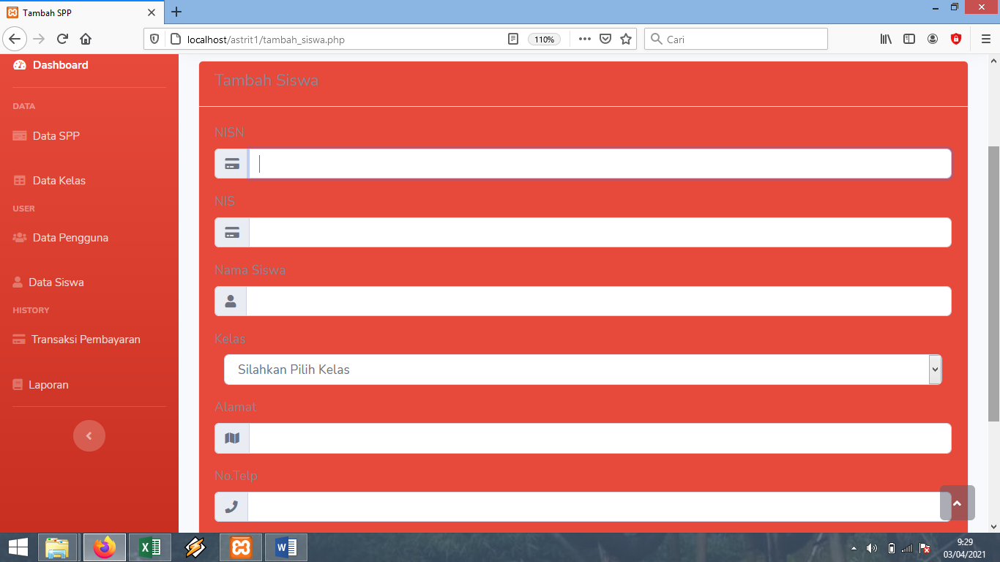 Tambah SPP
localhost/astrit1/tambah_siswa.php
110%
Cari
Dashboard
DATA
Data SPP
Data Kelas
USER
Data Pengguna
Data Siswa
HISTORY
Transaksi Pembayaran
Laporan
Tambah Siswa
NISN
NIS
Nama Siswa
Kelas
Silahkan Pilih Kelas
Alamat
No.Telp
9:29
03/04/2021